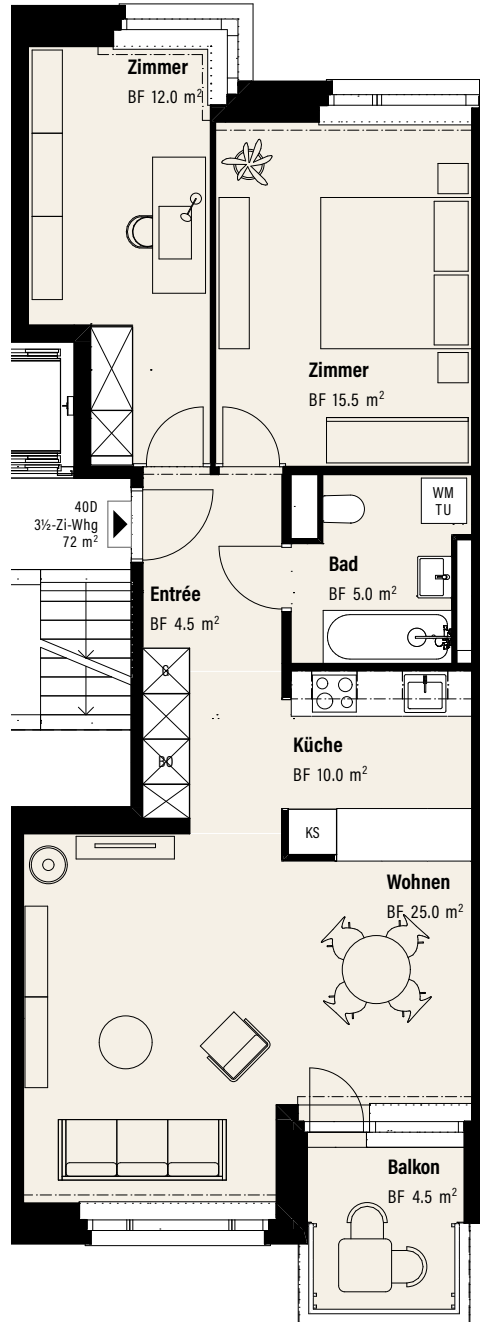 Zimmer
BF 12.0 m²
Zimmer
BF 15.5 m²
40D
3½-Zi-Whg
72 m²
WM
TU
Bad
BF 5.0 m²
Entrée
BF 4.5 m²
G
Küche
BF 10.0 m²
BO
KS
Wohnen
BF 25.0 m²
Balkon
BF 4.5 m²